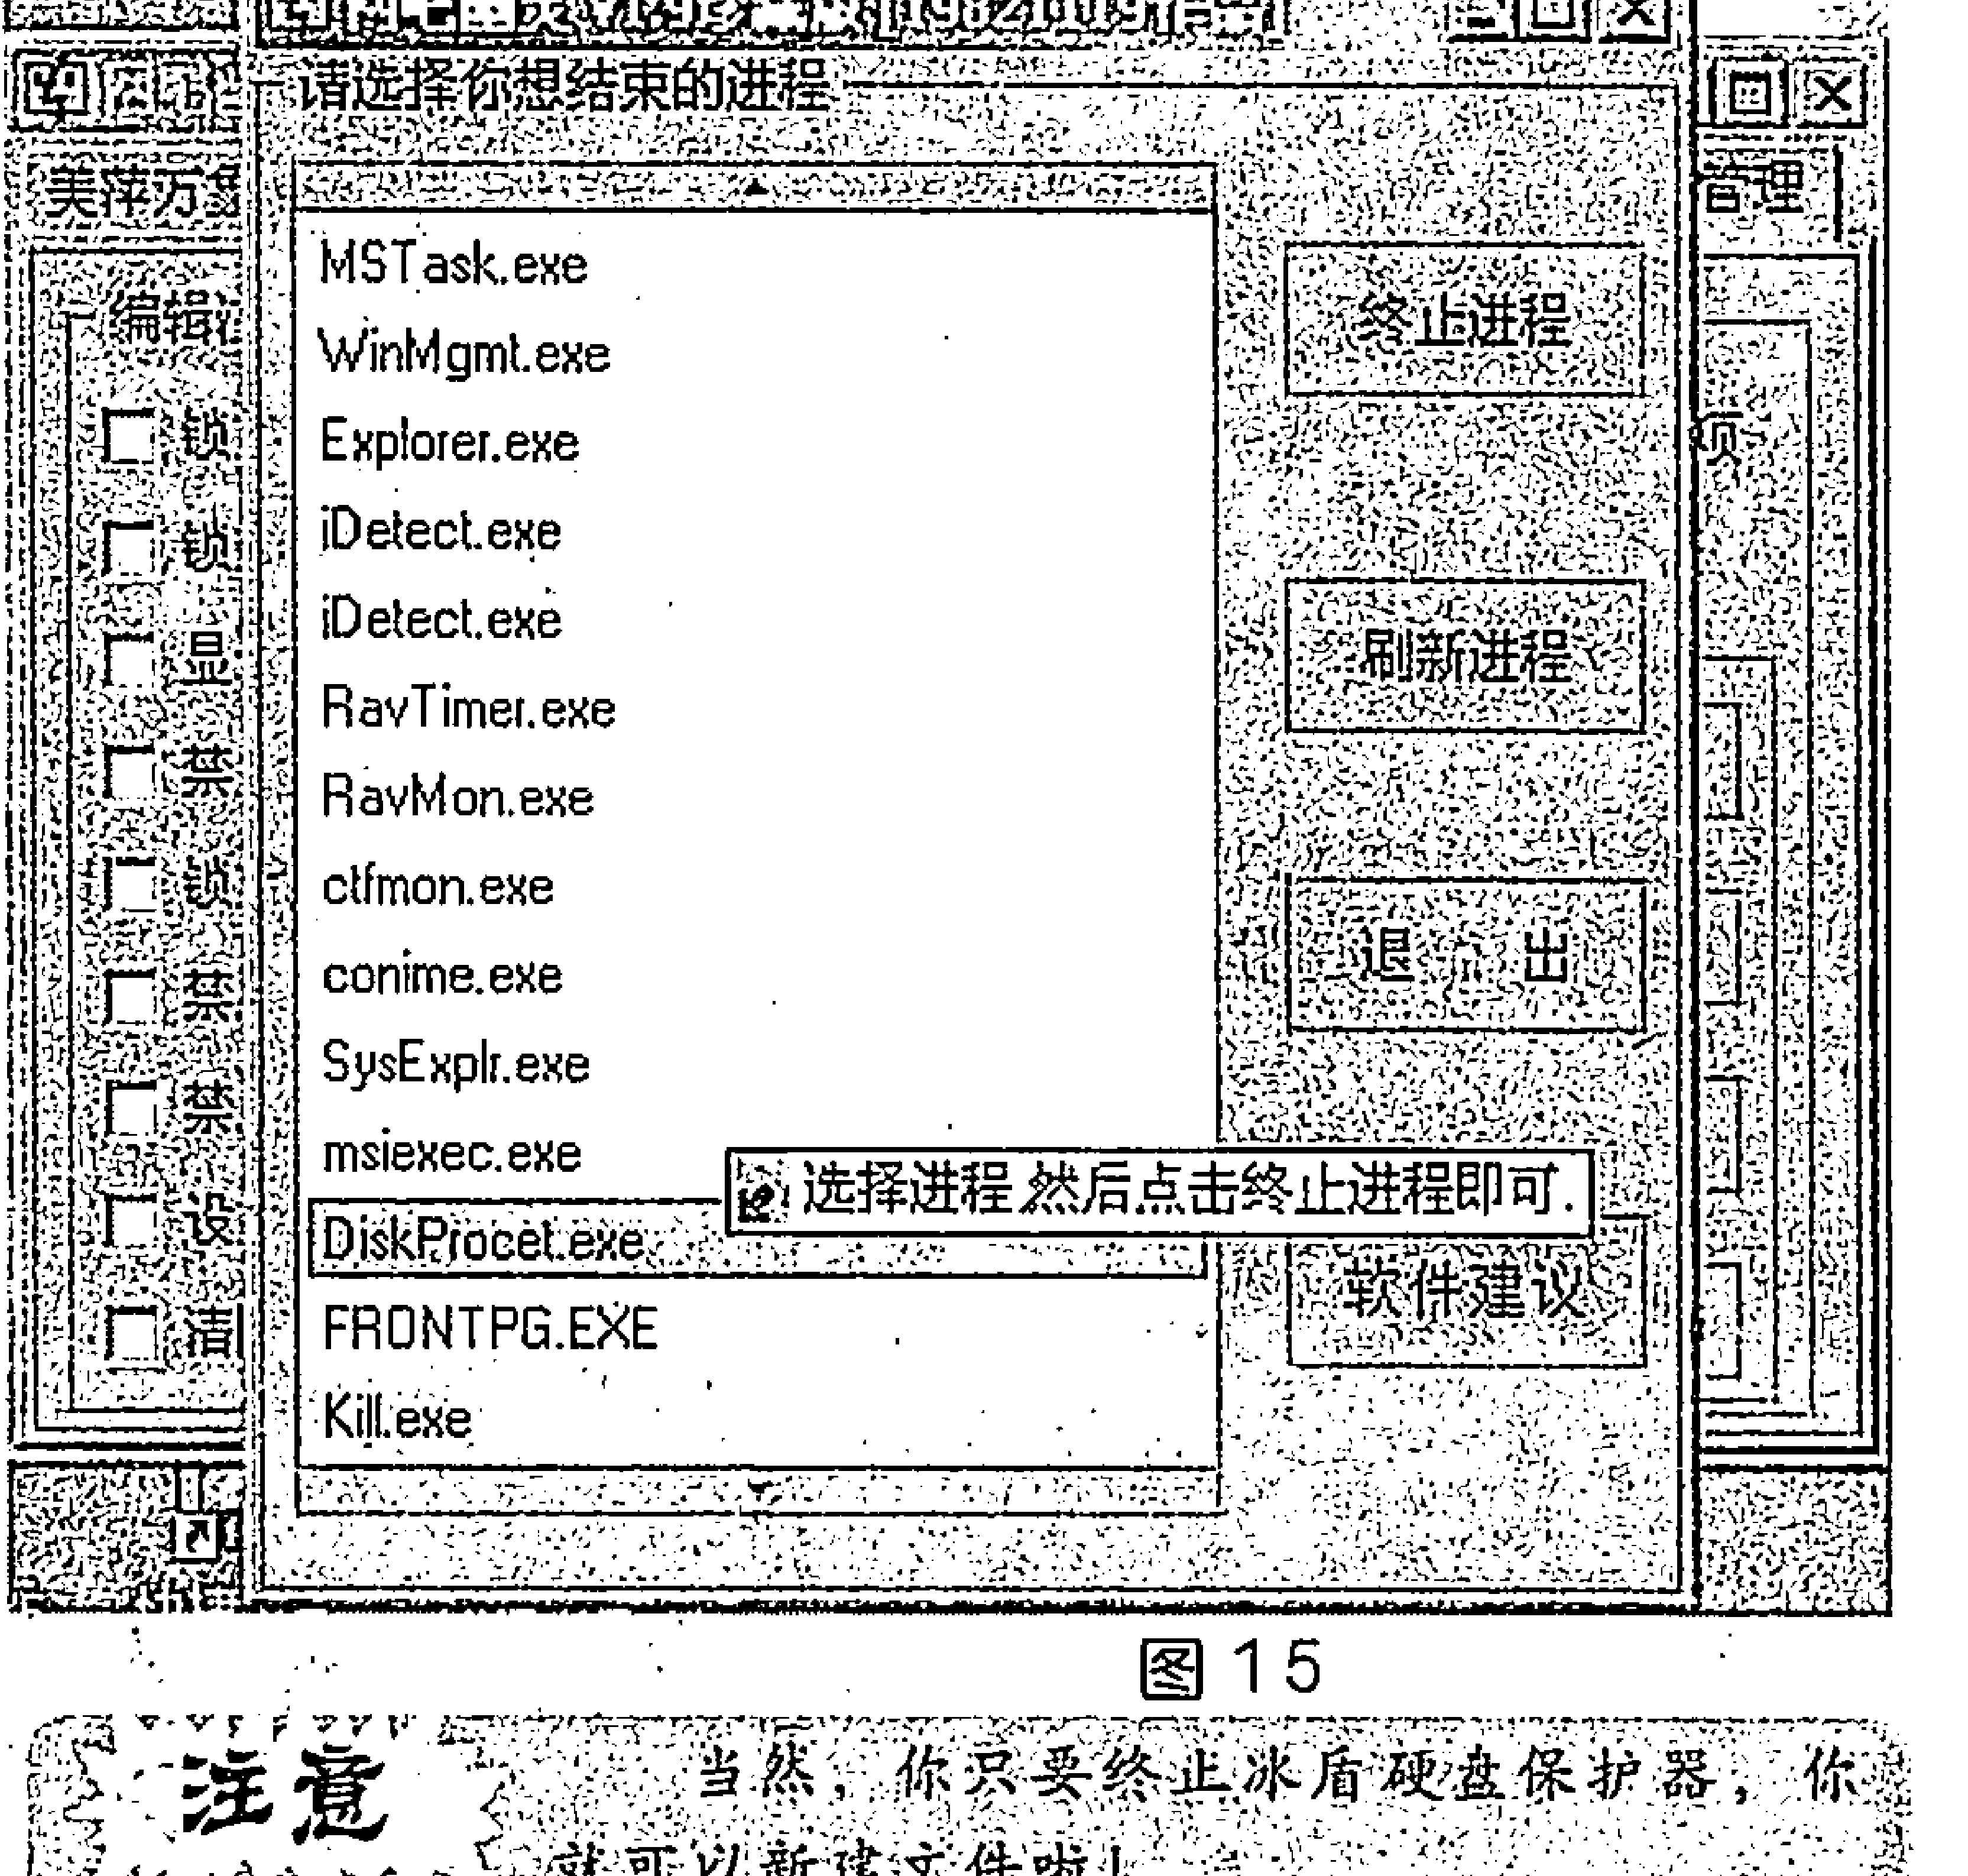 请选择你想结束的进程
美萍万
管理
编辑
MSTask.exe
终止进程
WinMgmt.exe
Explorer.exe
锁
项
iDetect.exe
锁
iDetect.exe
显
刷新进程
RavTimer.exe
禁
RavMon.exe
ctfmon.exe
锁
退 出
conime.exe
禁
SysExplr.exe
禁
msiexec.exe
选择进程,然后点击终止进程即可.
设
DiskProcet.exe
软件建议
FRONTPG.EXE
清
Kill.exe
图 15
注意
当然，你只要终止冰盾硬盘保护器，你
就可以新建文件啦！